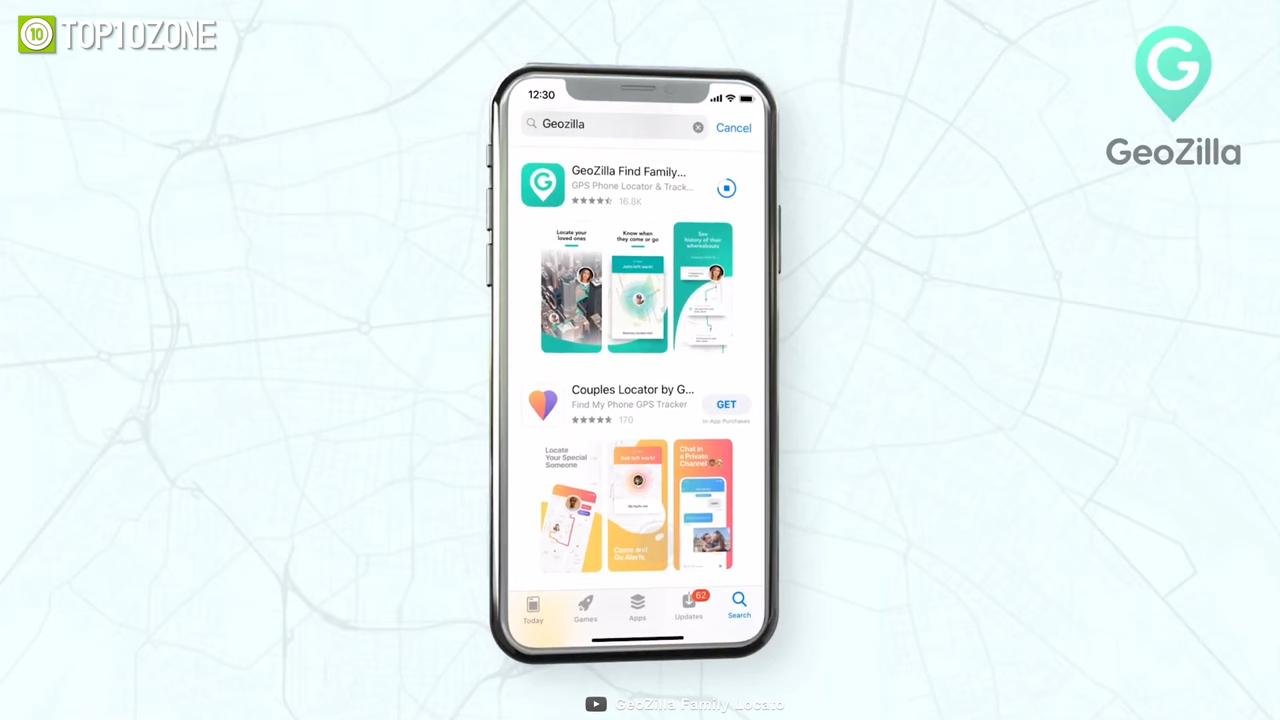 10 TOP10ZONE
GeoZilla
12:30
Geozilla
Cancel
GeoZilla Find Family...
GPS Phone Locator & Track...
16.8K
Locate your
loved ones
Know when
they come or go
See
history of their
whereabouts
Couples Locator by G...
Find My Phone GPS Tracker
170
GET
In-App Purchases
Locate
Your Special
Someone
Come and
Go Alerts
Chat in
a Private
Channel
Today
Games
Apps
62
Updates
Search
GeoZilla Family Locato